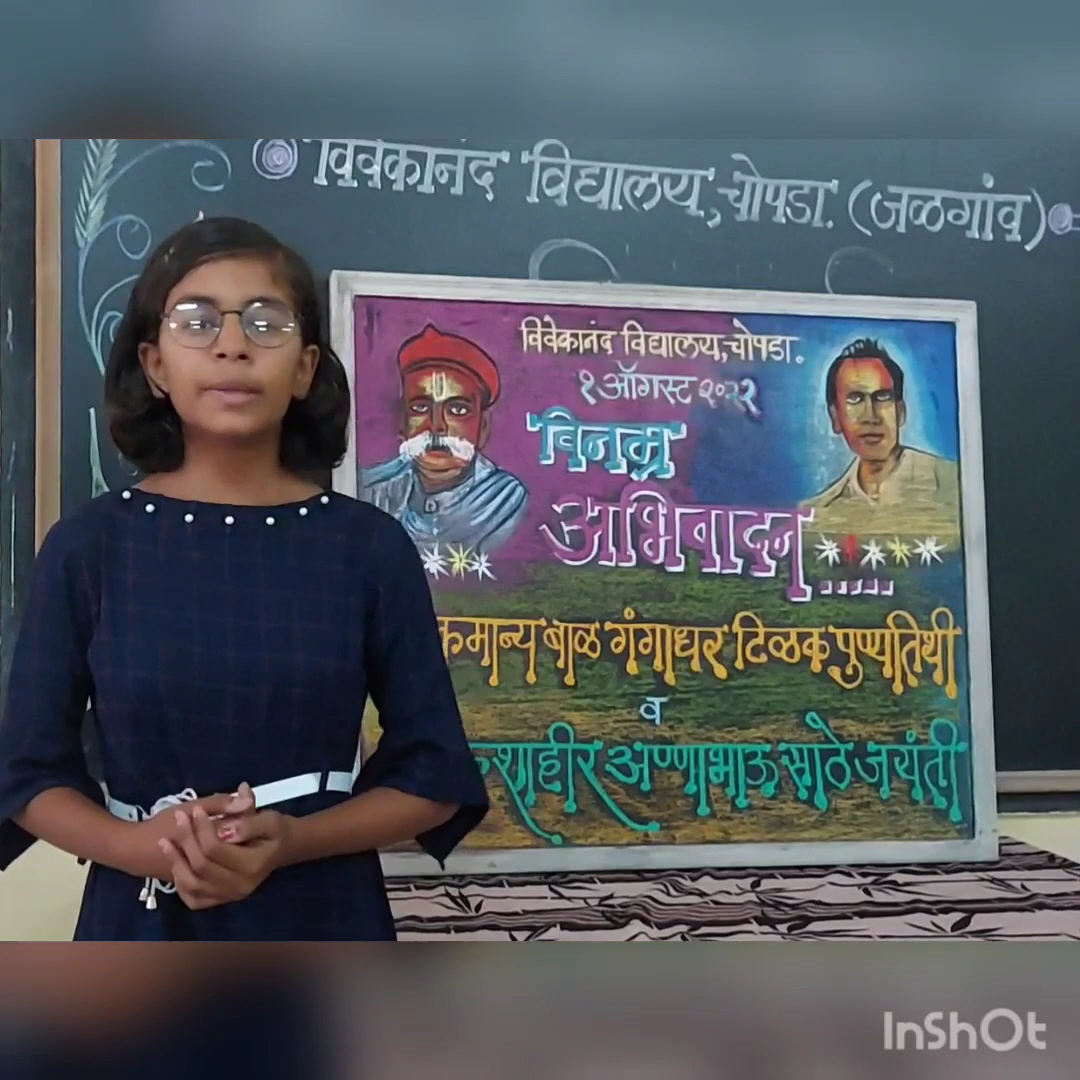 विवेकानंद विद्यालय, चोपडा. (जळगांव)
विवेकानंद विद्यालय, चोपडा.
१ ऑगस्ट २०२२
विनम्र
अभिवादन
कमान्य बाळ गंगाधर टिळक पुण्यतिथी
व
शाहीर अण्णाभाऊ साठे जयंती
InShOt